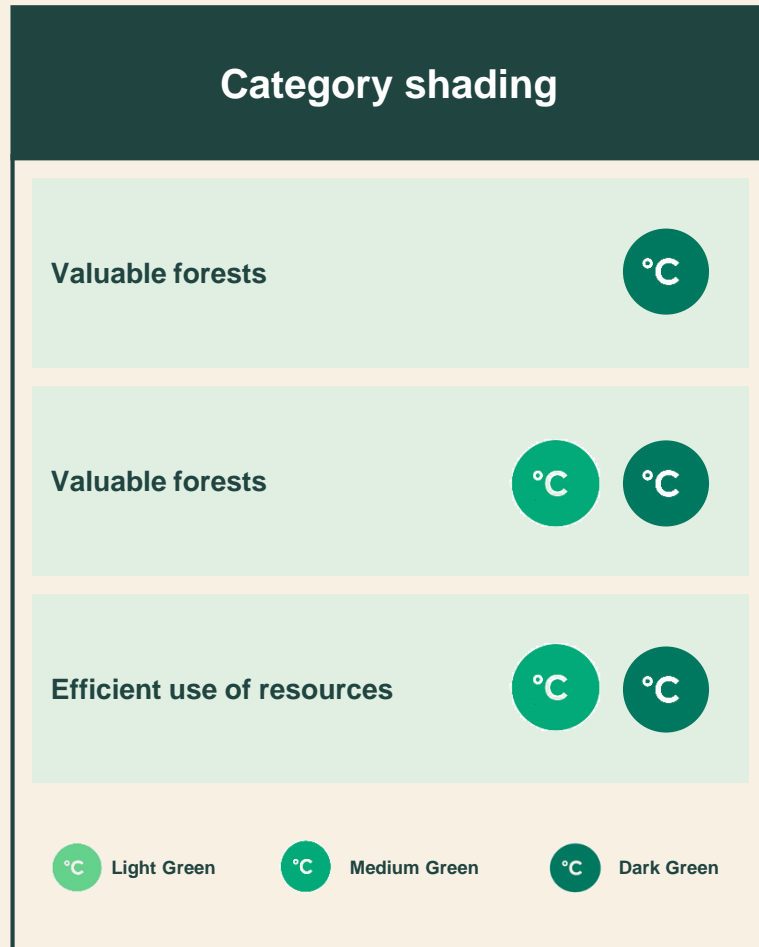 Category shading
Valuable forests °C
Valuable forests °C °C
Efficient use of resources °C °C
°C Light Green °C Medium Green °C Dark Green